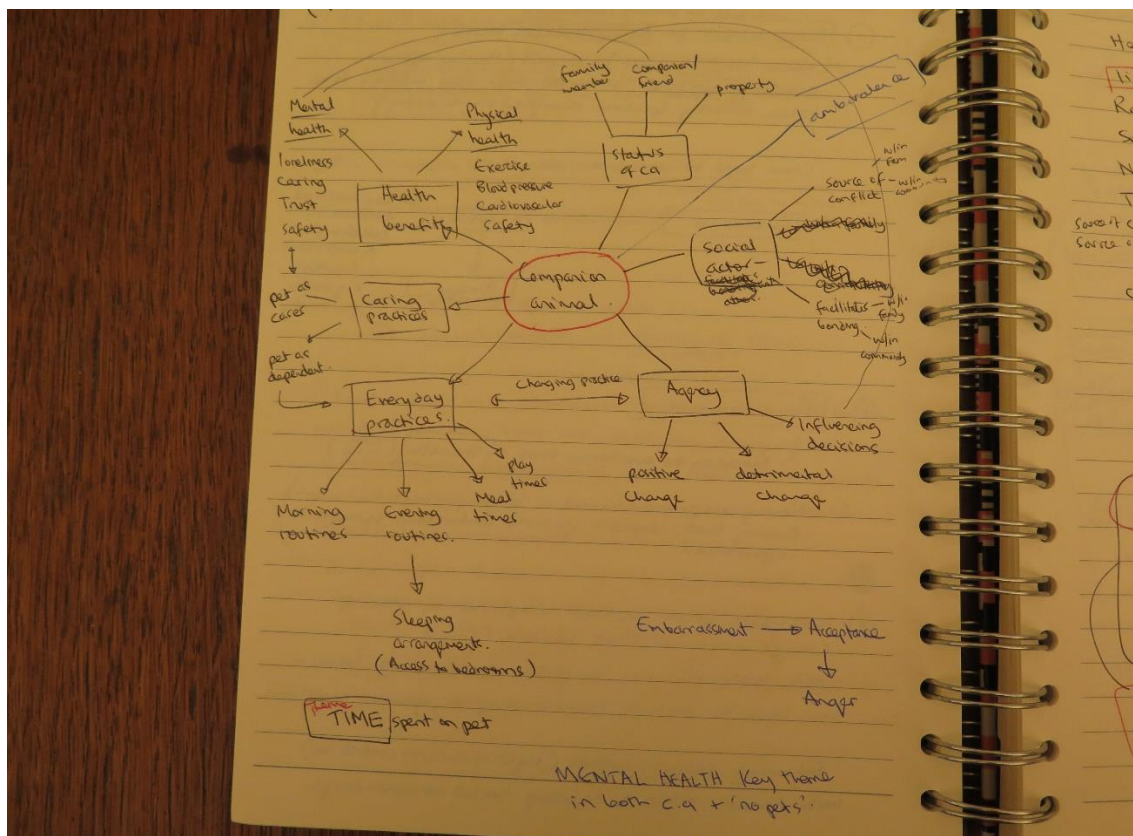 family
member
companion/
friend
property
ambivalence
Mental
health
loneliness
Caring
Trust
safety
Physical
health
Exercise
Blood pressure
Cardiovascular
safety
Health
benefits
Status
of ca
Source of
conflict
w/in
fam
w/in
community
Social
actor
facilitates
bonding
w/in
family
w/in
community
Companion
animal.
pet as
carer
Caring
practices
pet as
dependent.
Everyday
practices.
Changing practice
Agency
Influencing
decisions
positive
change
detrimental
change
play
times
Meal
times
Morning
routines
Evening
routines.
Sleeping
arrangements.
(Access to bedrooms)
Embarrassment → Acceptance
Anger
Theme
TIME spent on pet
MENTAL HEALTH Key theme
in both c.a + 'no pets'.